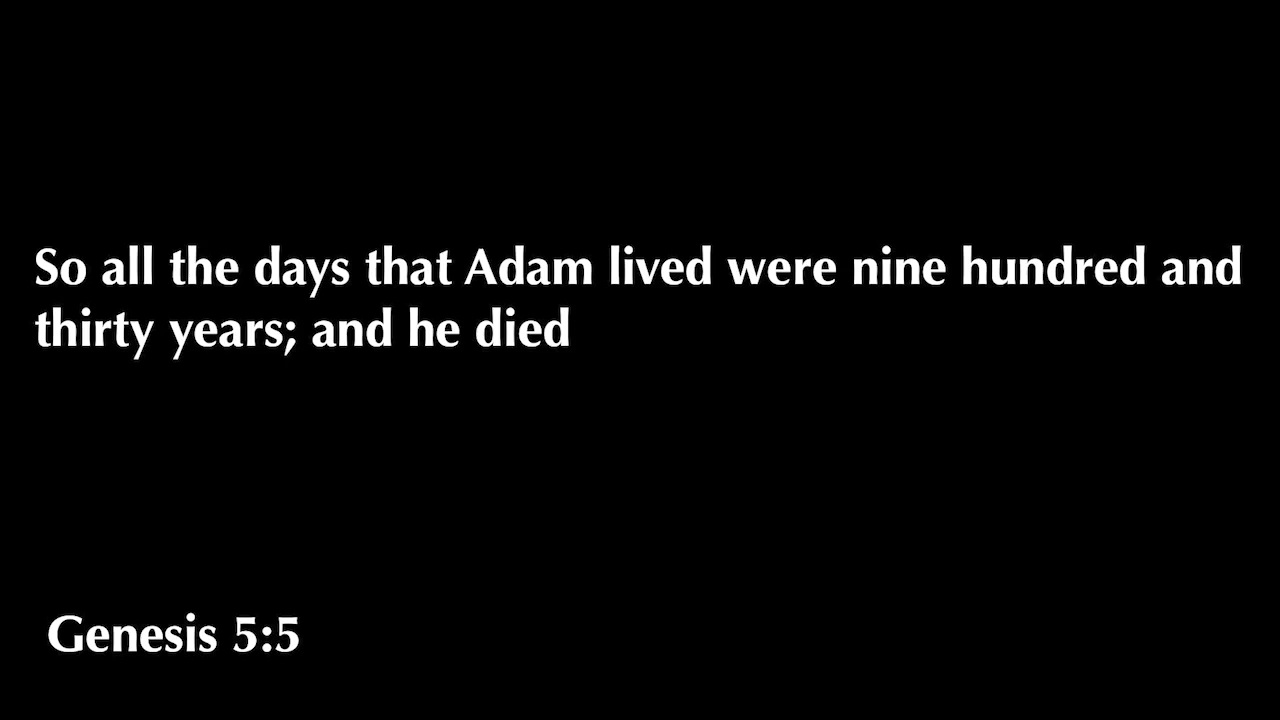 So all the days that Adam lived were nine hundred and
thirty years; and he died
Genesis 5:5